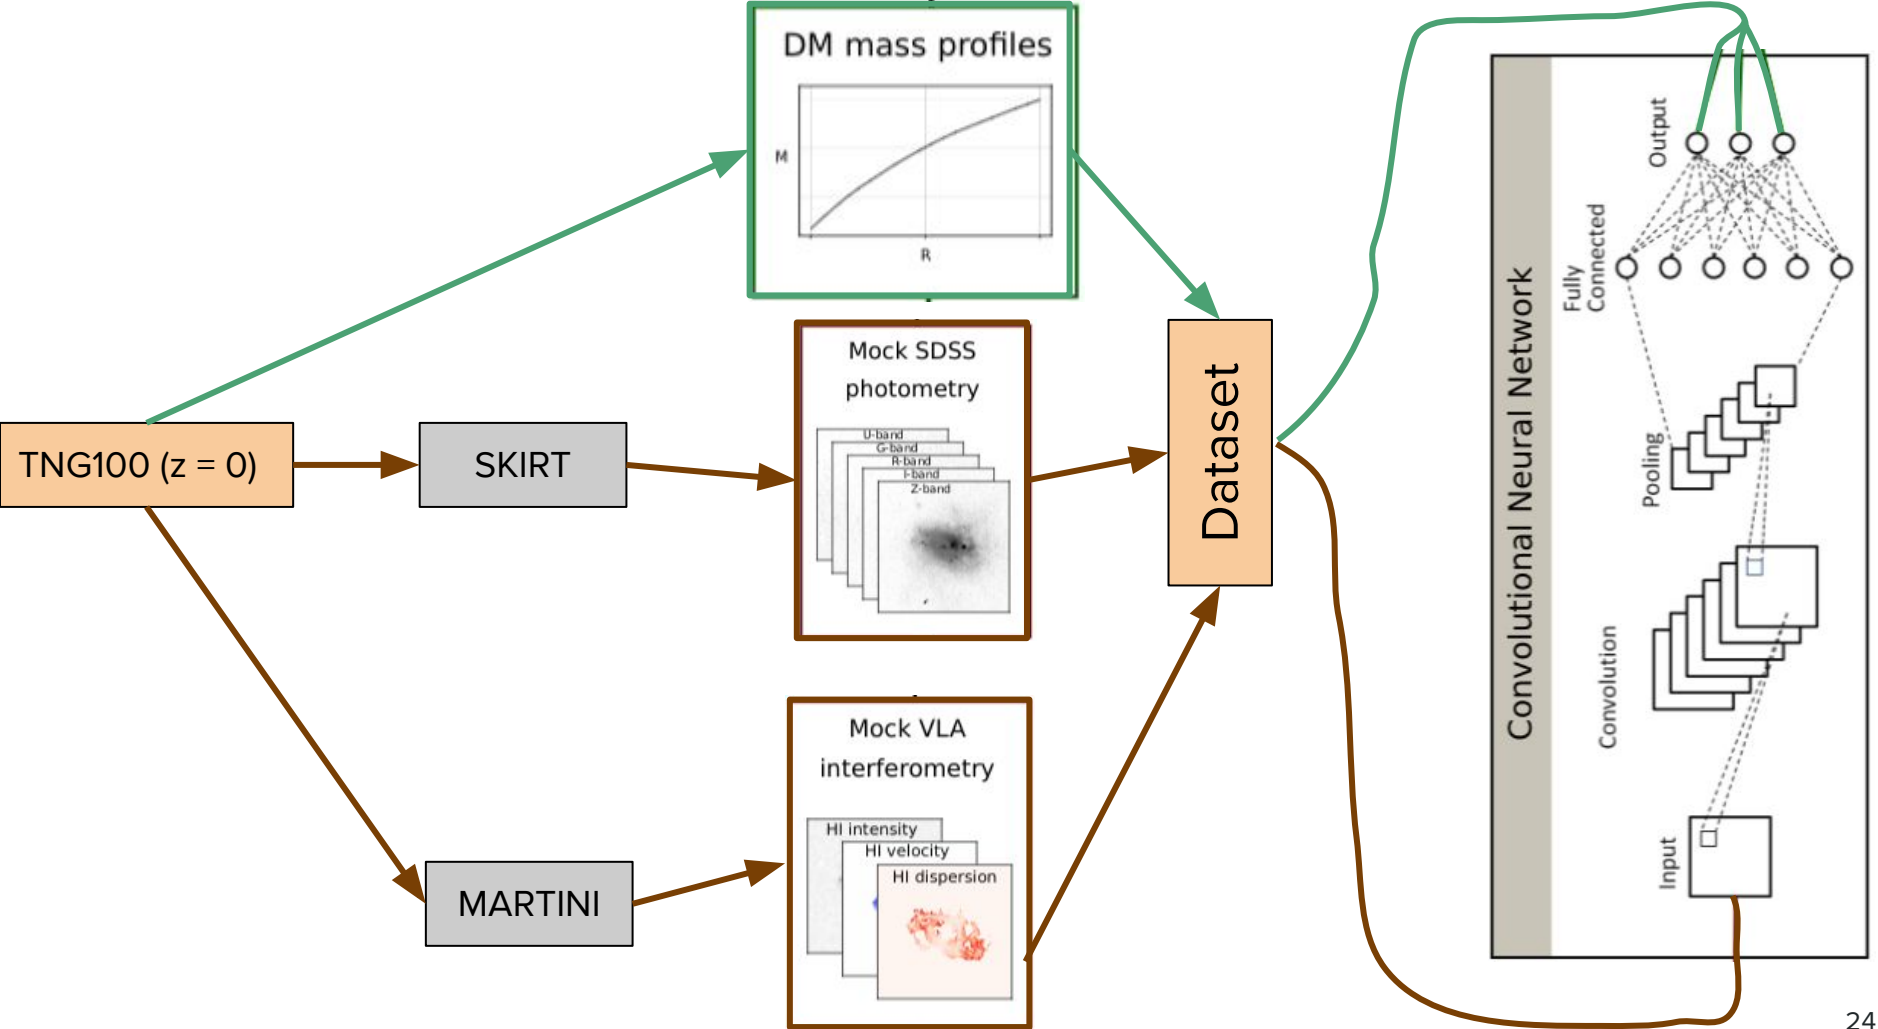 DM mass profiles
M
R
TNG100 (z = 0)
SKIRT
Mock SDSS
photometry
U-band
G-band
R-band
I-band
Z-band
MARTINI
Mock VLA
interferometry
HI intensity
HI velocity
HI dispersion
Dataset
Convolutional Neural Network
Output
Fully
Connected
Pooling
Convolution
Input
24